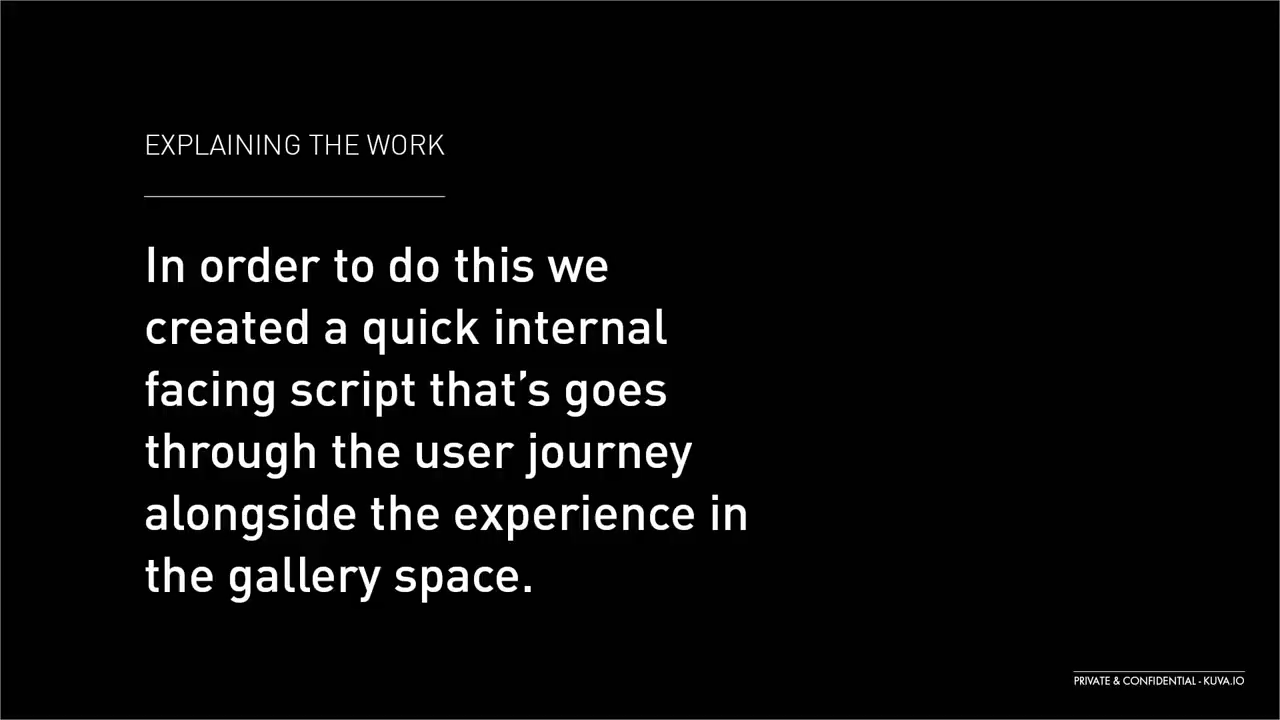 EXPLAINING THE WORK
In order to do this we
created a quick internal
facing script that’s goes
through the user journey
alongside the experience in
the gallery space.
PRIVATE & CONFIDENTIAL - KUVA.IO